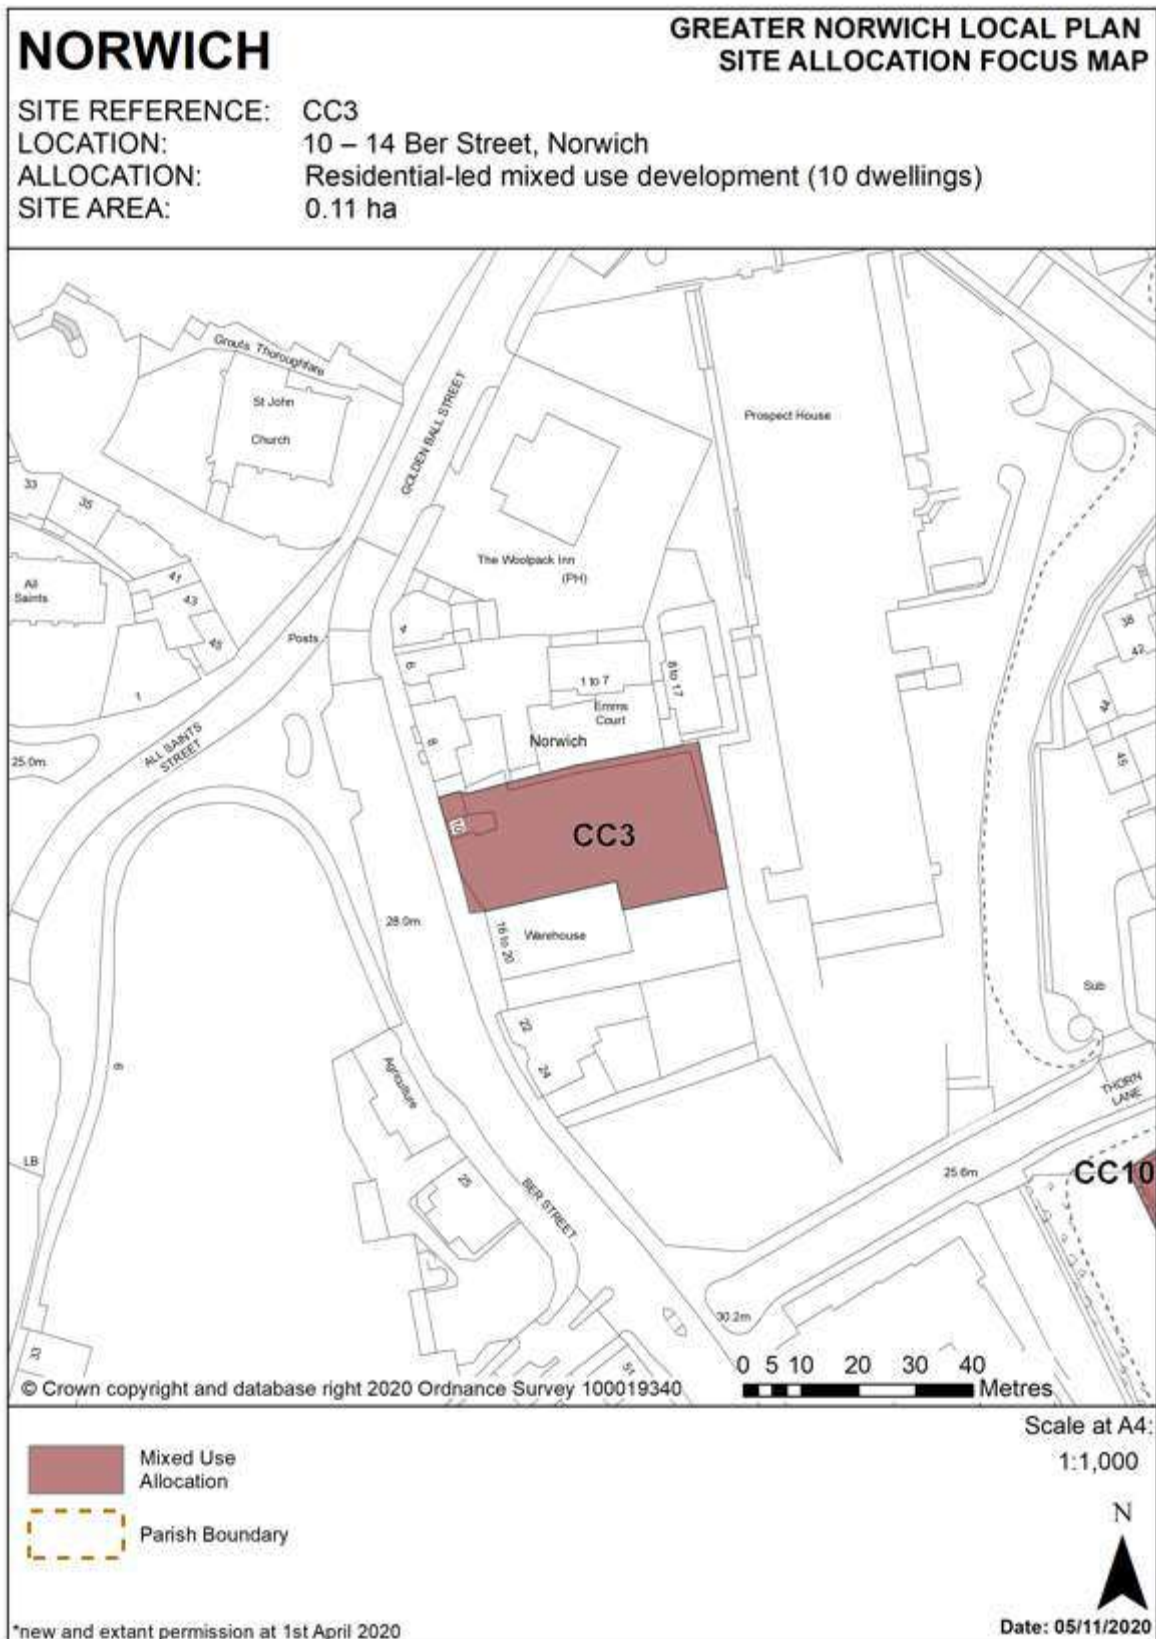 NORWICH
GREATER NORWICH LOCAL PLAN
SITE ALLOCATION FOCUS MAP
SITE REFERENCE: CC3
LOCATION: 10 – 14 Ber Street, Norwich
ALLOCATION: Residential-led mixed use development (10 dwellings)
SITE AREA: 0.11 ha
Grouts Thoroughfare
St John
Church
GOLDEN BALL STREET
Prospect House
33
35
The Woolpack Inn
(PH)
All
Saints
41
43
45
Posts
4
6
8
1
1 to 7
8 to 17
Emms
Court
Norwich
38
42
44
46
ALL SAINTS
STREET
25.0m
10
CC3
28.0m
16 to 20
Warehouse
Sub
22
24
Agriculture
THORN
LANE
LB
25
BER STREET
25.6m
CC10
30.2m
33
51
0 5 10 20 30 40
Metres
© Crown copyright and database right 2020 Ordnance Survey 100019340
Mixed Use
Allocation
Parish Boundary
Scale at A4:
1:1,000
N
*new and extant permission at 1st April 2020
Date: 05/11/2020